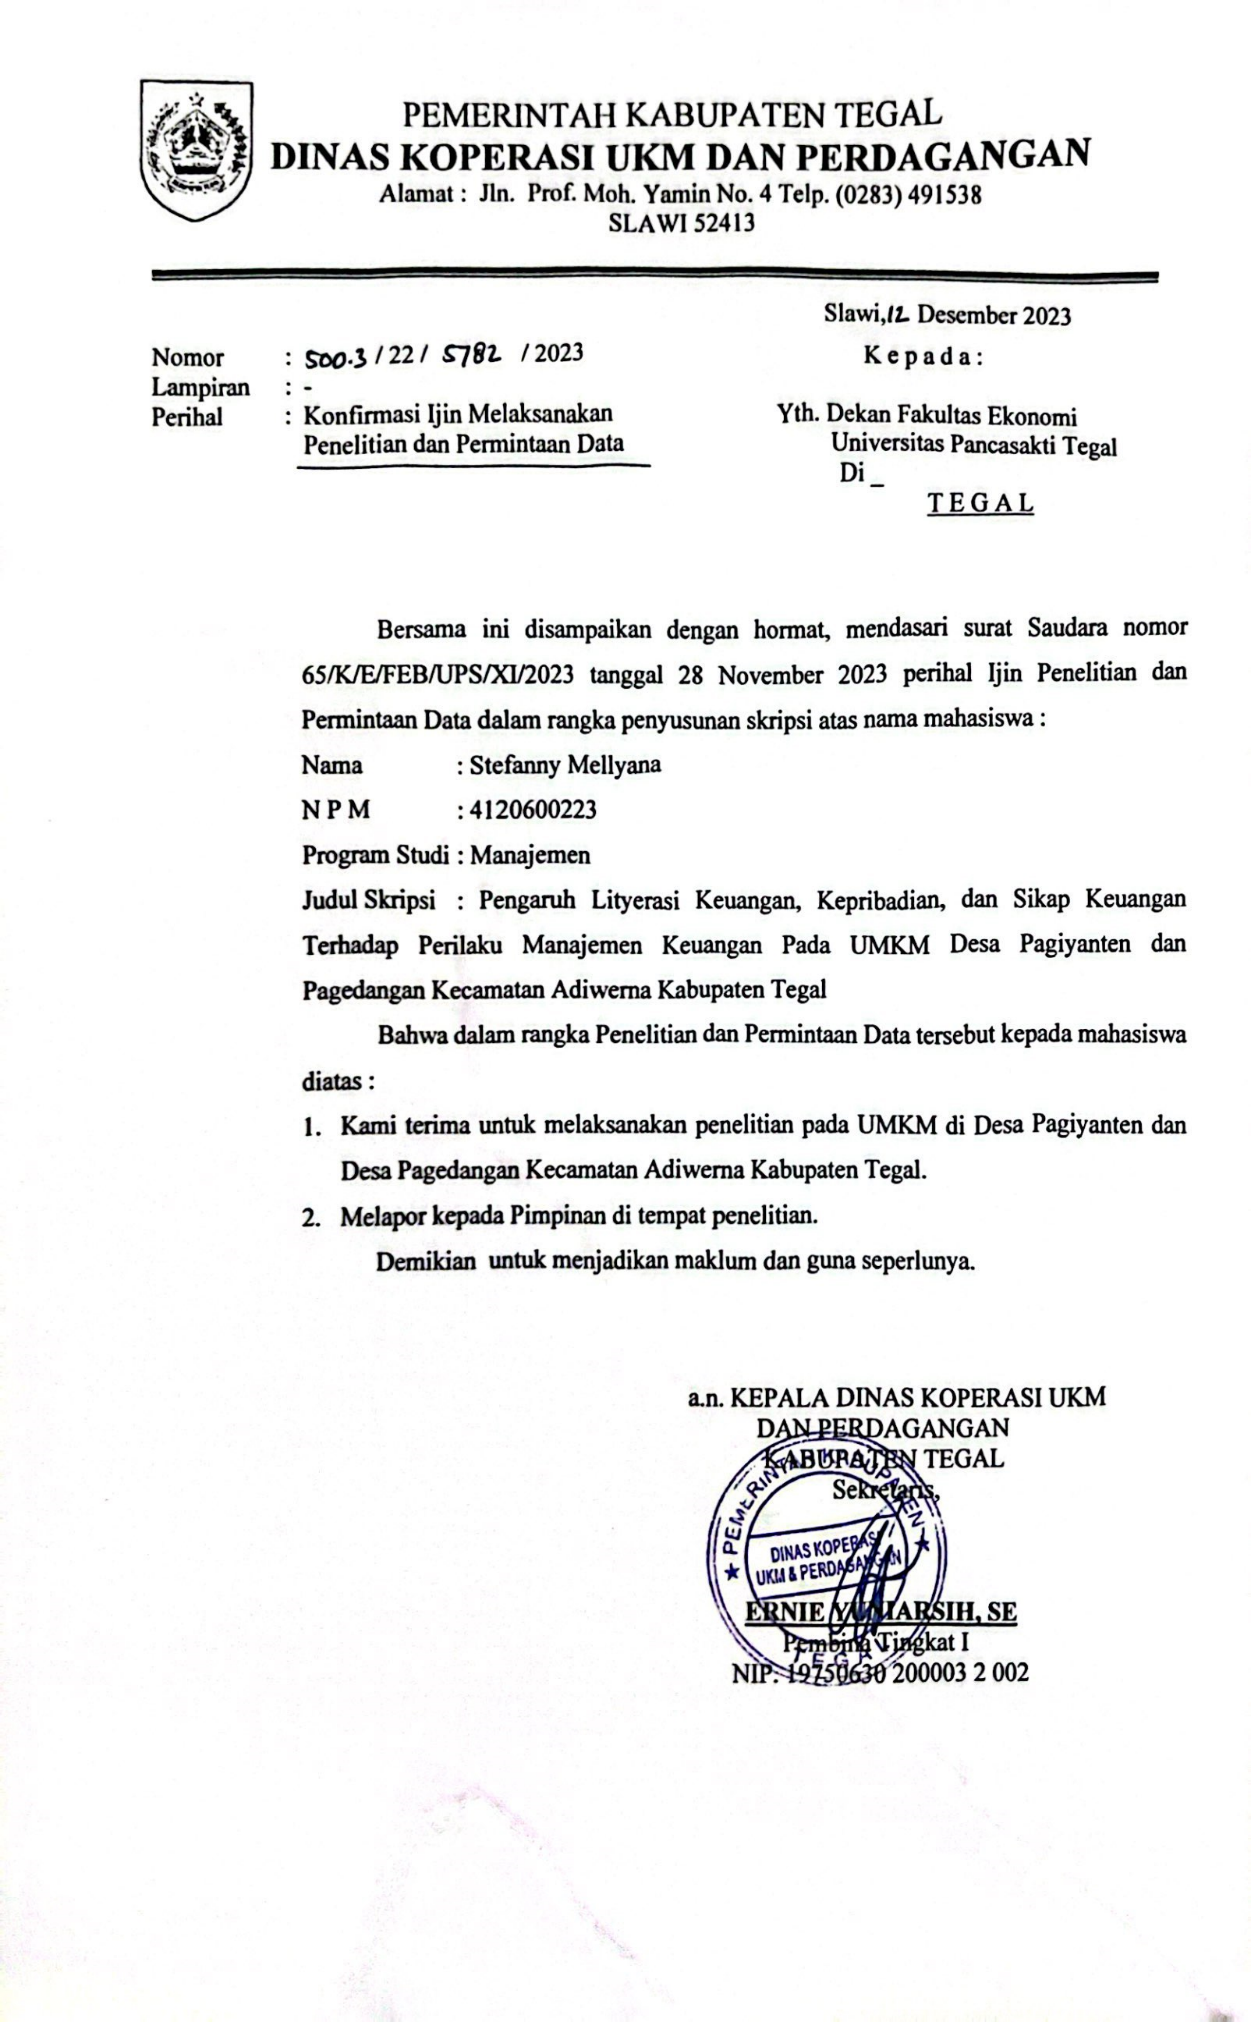 PEMERINTAH KABUPATEN TEGAL
DINAS KOPERASI UKM DAN PERDAGANGAN
Alamat : Jln. Prof. Moh. Yamin No. 4 Telp. (0283) 491538
SLAWI 52413
Slawi, 12 Desember 2023
Nomor : 500.3 / 22 / 5782 / 2023
Lampiran : -
Perihal : Konfirmasi Ijin Melaksanakan
Penelitian dan Permintaan Data
Kepada :
Yth. Dekan Fakultas Ekonomi
Universitas Pancasakti Tegal
Di _
TEGAL
Bersama ini disampaikan dengan hormat, mendasari surat Saudara nomor
65/K/E/FEB/UPS/XI/2023 tanggal 28 November 2023 perihal Ijin Penelitian dan
Permintaan Data dalam rangka penyusunan skripsi atas nama mahasiswa :
Nama : Stefanny Mellyana
N P M : 4120600223
Program Studi : Manajemen
Judul Skripsi : Pengaruh Lityerasi Keuangan, Kepribadian, dan Sikap Keuangan
Terhadap Perilaku Manajemen Keuangan Pada UMKM Desa Pagiyanten dan
Pagedangan Kecamatan Adiwerna Kabupaten Tegal
Bahwa dalam rangka Penelitian dan Permintaan Data tersebut kepada mahasiswa
diatas :
1. Kami terima untuk melaksanakan penelitian pada UMKM di Desa Pagiyanten dan
Desa Pagedangan Kecamatan Adiwerna Kabupaten Tegal.
2. Melapor kepada Pimpinan di tempat penelitian.
Demikian untuk menjadikan maklum dan guna seperlunya.
a.n. KEPALA DINAS KOPERASI UKM
DAN PERDAGANGAN
KABUPATEN TEGAL
Sekretaris,
PEMERINTAH KABUPATEN
DINAS KOPERASI
UKM & PERDAGANGAN
TEGAL
ERNIE YUNIARSIH, SE
Pembina Tingkat I
NIP. 19750630 200003 2 002